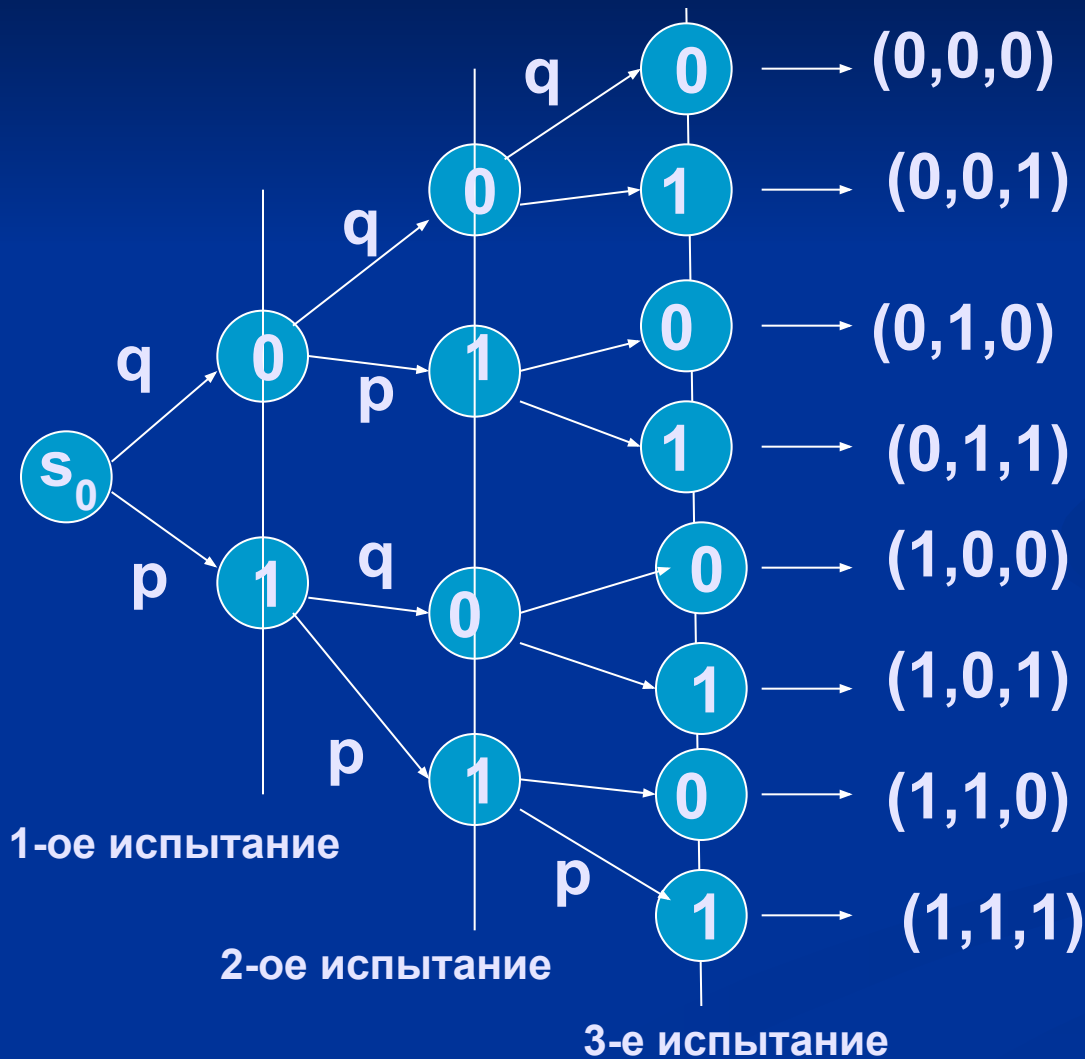 q 0 (0,0,0)
0 1 (0,0,1)
q
q 0 1 0 (0,1,0)
p
1 (0,1,1)
s0
q 0 (1,0,0)
p 1 0
1 (1,0,1)
p 1 0 (1,1,0)
1-ое испытание
p
1 (1,1,1)
2-ое испытание
3-е испытание